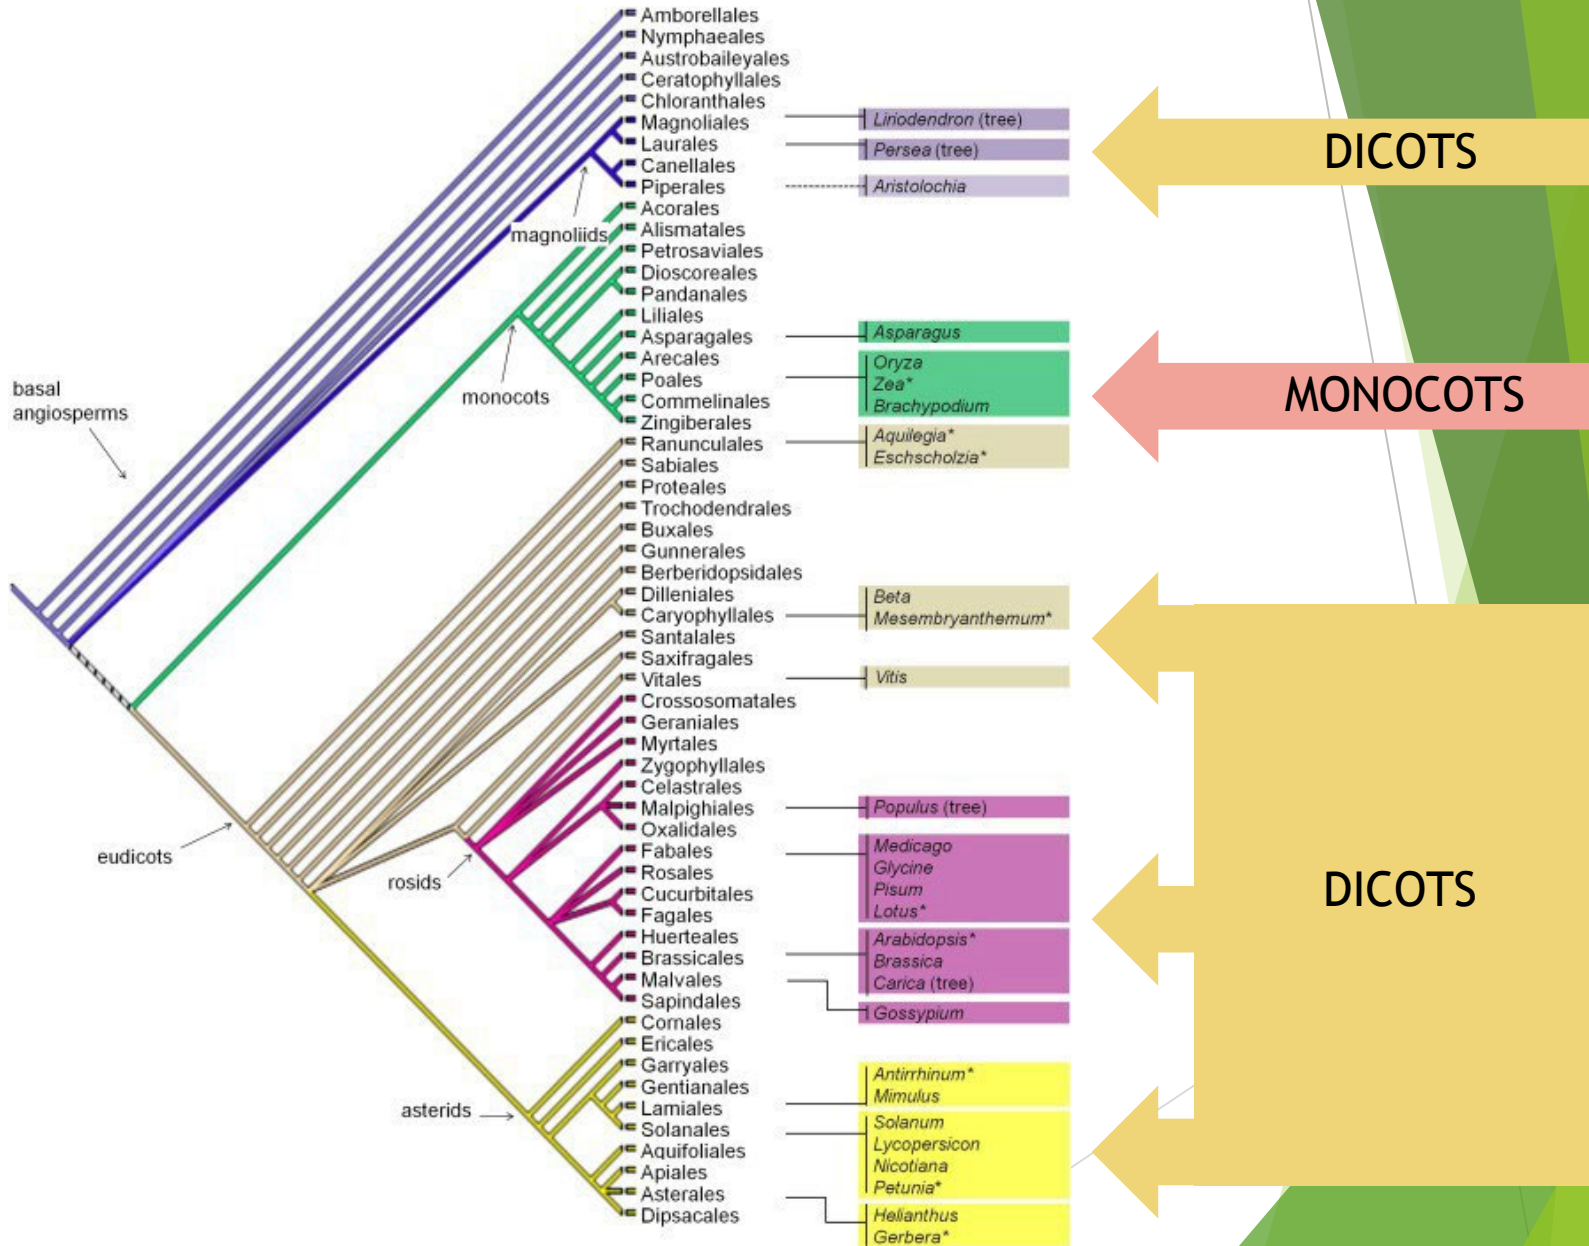 Amborellales
Nymphaeales
Austrobaileyales
Ceratophyllales
Chloranthales
Magnoliales
Laurales
Canellales
Piperales
Acorales
Alismatales
Petrosaviales
Dioscoreales
Pandanales
Liliales
Asparagales
Arecales
Poales
Commelinales
Zingiberales
Ranunculales
Sabiales
Proteales
Trochodendrales
Buxales
Gunnerales
Berberidopsidales
Dilleniales
Caryophyllales
Santalales
Saxifragales
Vitales
Crossosomatales
Geraniales
Myrtales
Zygophyllales
Celastrales
Malpighiales
Oxalidales
Fabales
Rosales
Cucurbitales
Fagales
Huerteales
Brassicales
Malvales
Sapindales
Cornales
Ericales
Garryales
Gentianales
Lamiales
Solanales
Aquifoliales
Apiales
Asterales
Dipsacales
basal
angiosperms
magnoliids
monocots
eudicots
rosids
asterids
Liriodendron (tree)
Persea (tree)
Aristolochia
Asparagus
Oryza
Zea*
Brachypodium
Aquilegia*
Eschscholzia*
Beta
Mesembryanthemum*
Vitis
Populus (tree)
Medicago
Glycine
Pisum
Lotus*
Arabidopsis*
Brassica
Carica (tree)
Gossypium
Antirrhinum*
Mimulus
Solanum
Lycopersicon
Nicotiana
Petunia*
Helianthus
Gerbera*
DICOTS
MONOCOTS
DICOTS